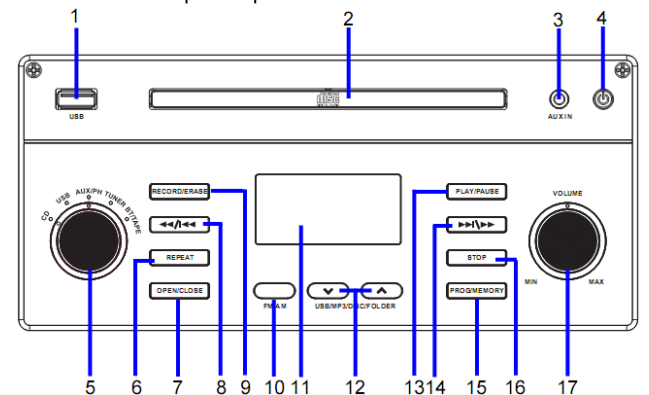 1 2 3 4
USB
AUX IN
CD USB AUX/PH TUNER BT/TAPE
RECORD/ERASE
REPEAT
OPEN/CLOSE
FM/AM
USB/MP3/DISC/FOLDER
PLAY/PAUSE
STOP
PROG/MEMORY
VOLUME
MIN MAX
5 6 7 8 9 10 11 12 13 14 15 16 17